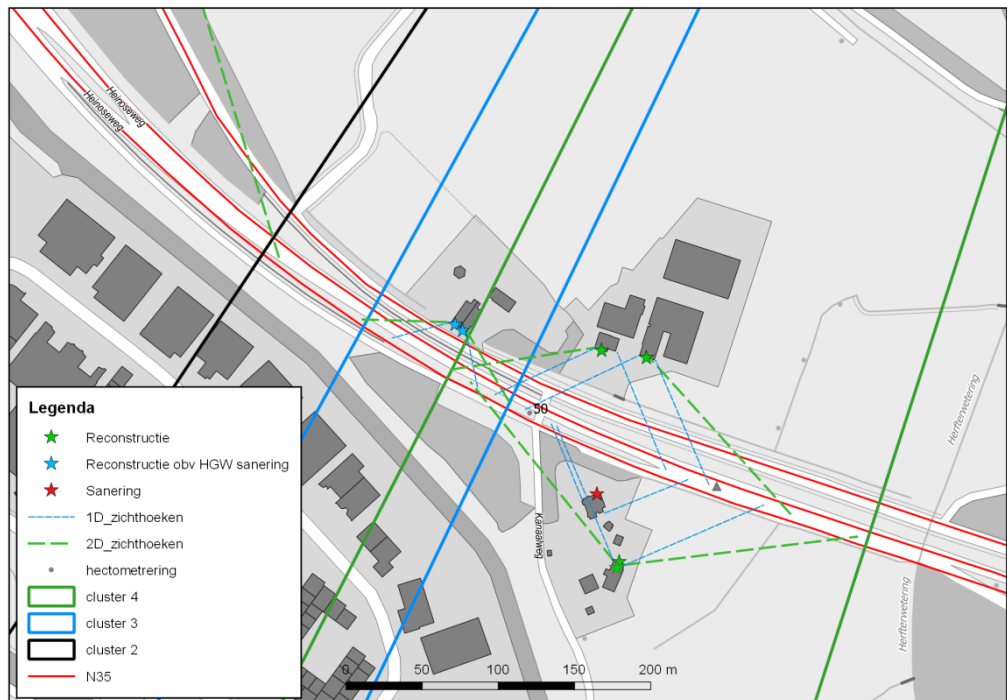 Heinoseweg
Heinoseweg
50
Herfterwetering
Kanaalweg
Herfterwetering
Legenda
Reconstructie
Reconstructie obv HGW sanering
Sanering
1D_zichthoeken
2D_zichthoeken
hectometrering
cluster 4
cluster 3
cluster 2
N35
0 50 100 150 200 m